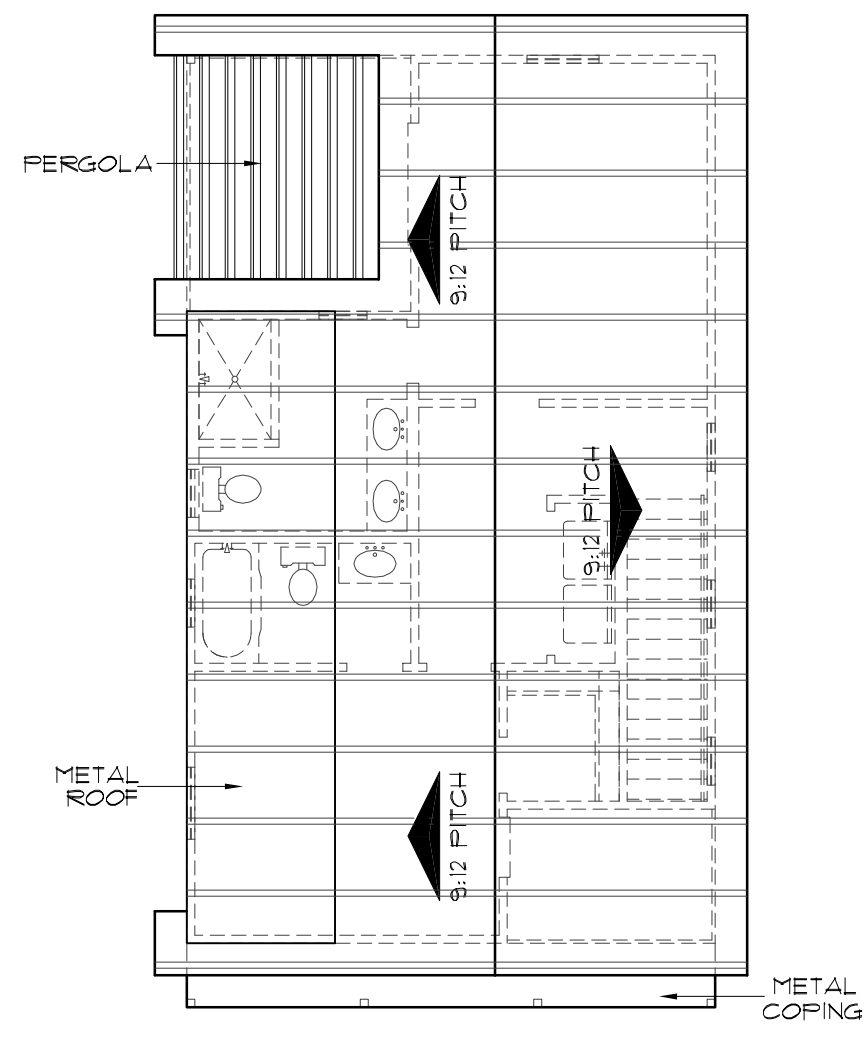 PERGOLA
9:12 PITCH
9:12 PITCH
METAL
ROOF
9:12 PITCH
METAL
COPING